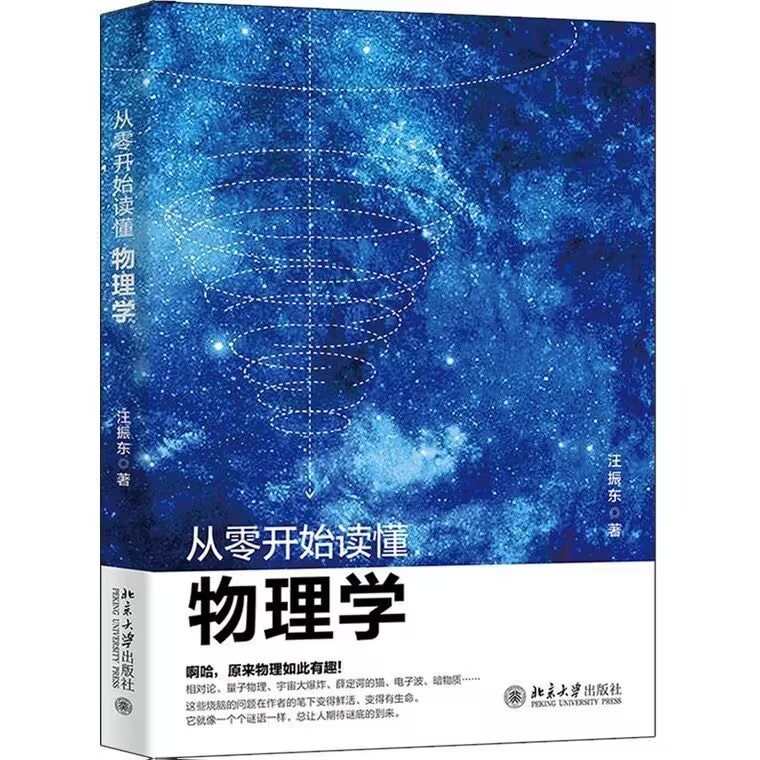 从零开始读懂
物理学
汪振东◎著
北京大学出版社
PEKING UNIVERSITY PRESS
汪振东◎著
从零开始读懂
物理学
啊哈，原来物理如此有趣！
相对论、量子物理、宇宙大爆炸、薛定谔的猫、电子波、暗物质……
这些烧脑的问题在作者的笔下变得鲜活、变得有生命。
它就像一个个谜语一样，总让人期待谜底的到来。
北京大学出版社
PEKING UNIVERSITY PRESS